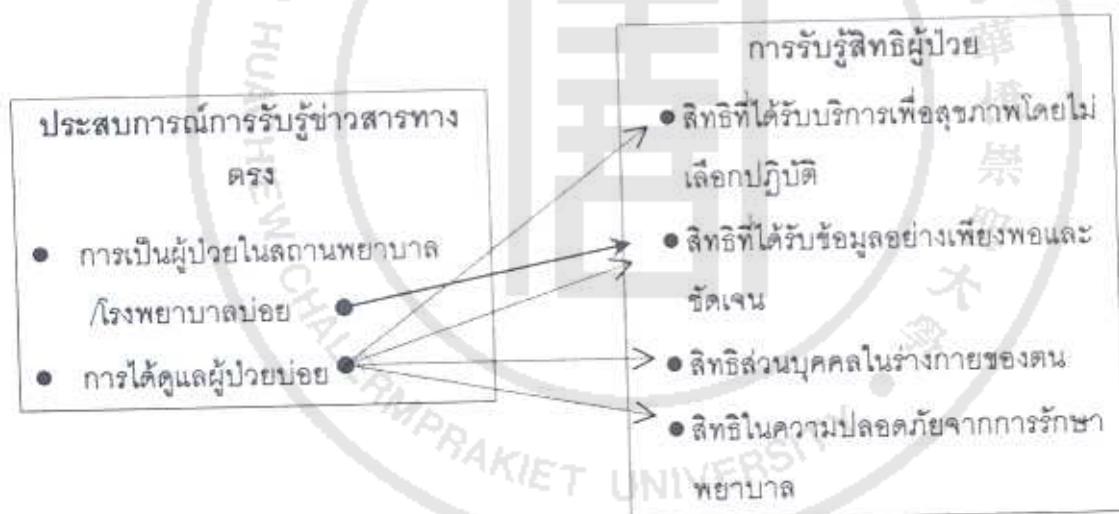 ประสบการณ์การรับรู้ข่าวสารทาง
ตรง
● การเป็นผู้ป่วยในสถานพยาบาล
/โรงพยาบาลบ่อย
● การได้ดูแลผู้ป่วยบ่อย
การรับรู้สิทธิผู้ป่วย
● สิทธิที่ได้รับบริการเพื่อสุขภาพโดยไม่
เลือกปฏิบัติ
● สิทธิที่ได้รับข้อมูลอย่างเพียงพอและ
ชัดเจน
● สิทธิส่วนบุคคลในร่างกายของตน
● สิทธิในความปลอดภัยจากการรักษา
พยาบาล
HUACHIEW CHALERMPRAKIET UNIVERSITY
華僑崇聖大學